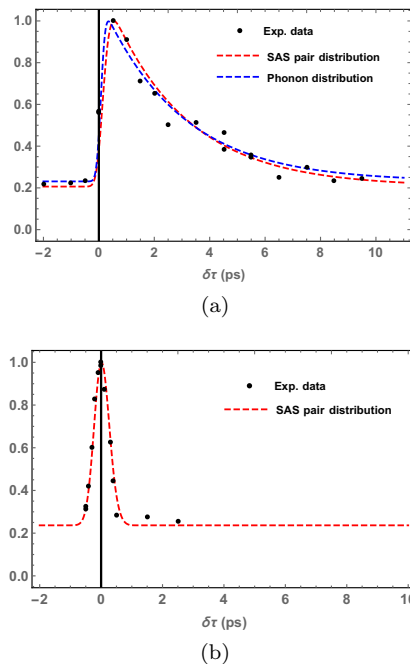 1.0
0.8
0.6
0.4
0.2
0.0
Exp. data
SAS pair distribution
Phonon distribution
−2 0 2 4 6 8 10
δτ (ps)
(a)
1.0
0.8
0.6
0.4
0.2
0.0
Exp. data
SAS pair distribution
−2 0 2 4 6 8 10
δτ (ps)
(b)